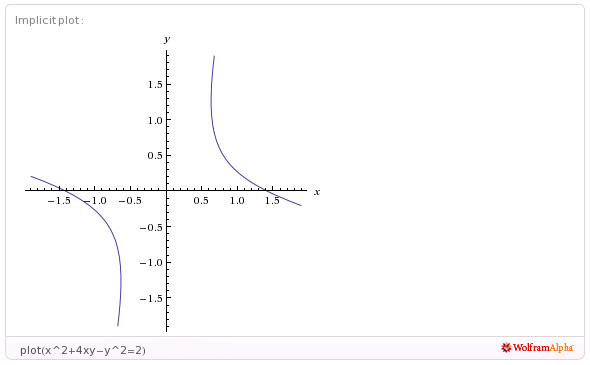 Implicit plot:
y
1.5
1.0
0.5
−1.5 −1.0 −0.5 0.5 1.0 1.5 x
−0.5
−1.0
−1.5
plot(x^2+4xy−y^2=2) WolframAlpha